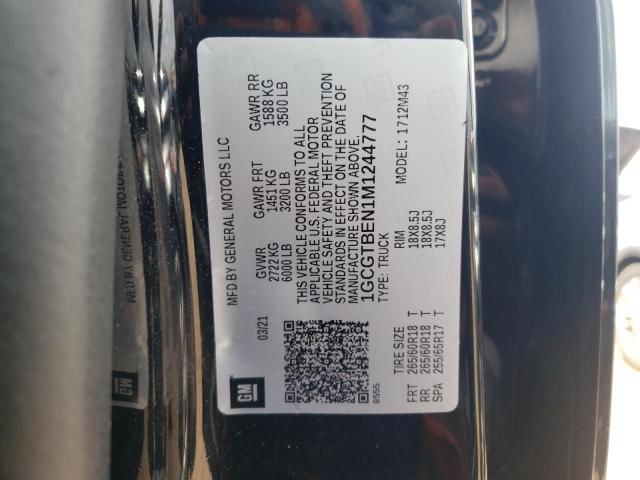 GM
03/21
MFD BY GENERAL MOTORS LLC
GVWR GAWR FRT GAWR RR
2722 KG 1451 KG 1588 KG
6000 LB 3200 LB 3500 LB
THIS VEHICLE CONFORMS TO ALL
APPLICABLE U.S. FEDERAL MOTOR
VEHICLE SAFETY AND THEFT PREVENTION
STANDARDS IN EFFECT ON THE DATE OF
MANUFACTURE SHOWN ABOVE.
1GCGTBEN1M1244777
8555
TYPE: TRUCK MODEL: 1712M43
TIRE SIZE RIM
FRT 265/60R18 T 18X8.5J
RR 265/60R18 T 18X8.5J
SPA 255/65R17 T 17X8J
GM
MFD BY GENERAL MOTORS